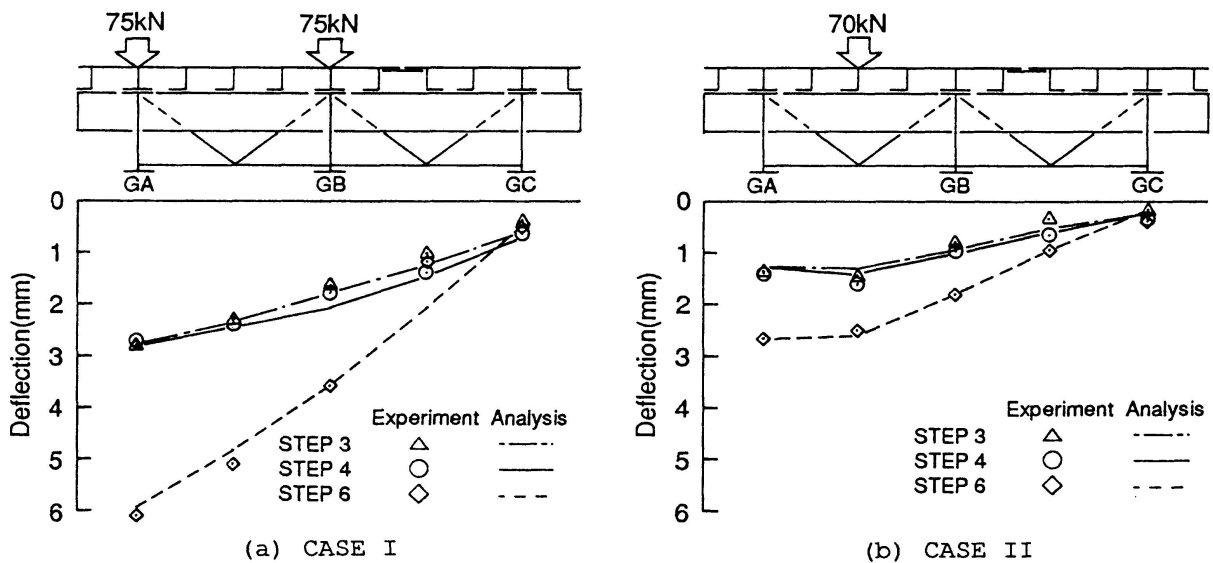 75kN 75kN
GA GB GC
0
1
2
3
4
5
6
Deflection(mm)
Experiment Analysis
STEP 3
STEP 4
STEP 6
(a) CASE I
70kN
GA GB GC
0
1
2
3
4
5
6
Deflection(mm)
Experiment Analysis
STEP 3
STEP 4
STEP 6
(b) CASE II